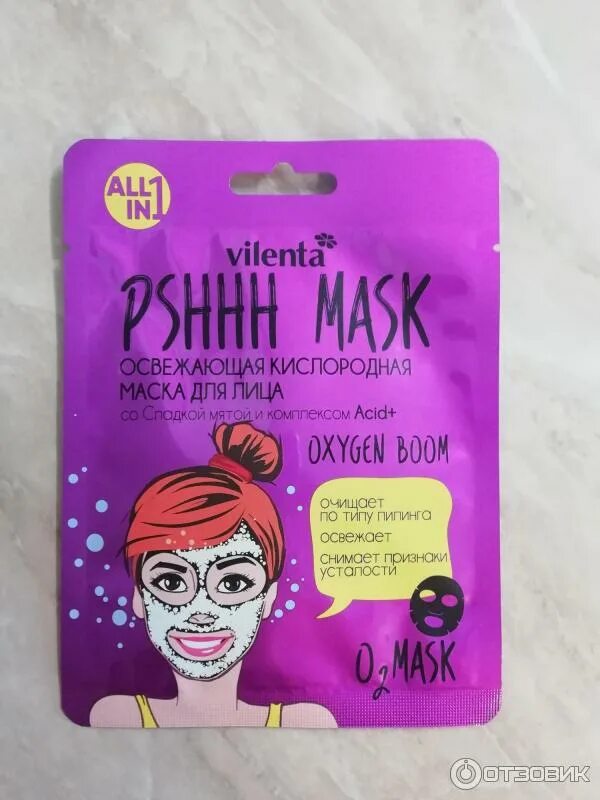 ALL
IN 1
vilenta
PSHHH MASK
ОСВЕЖАЮЩАЯ КИСЛОРОДНАЯ
МАСКА ДЛЯ ЛИЦА
со Сладкой мятой и комплексом Acid+
OXYGEN BOOM
очищает
по типу пилинга
освежает
снимает признаки
усталости
O2 MASK
ОТЗОВИК